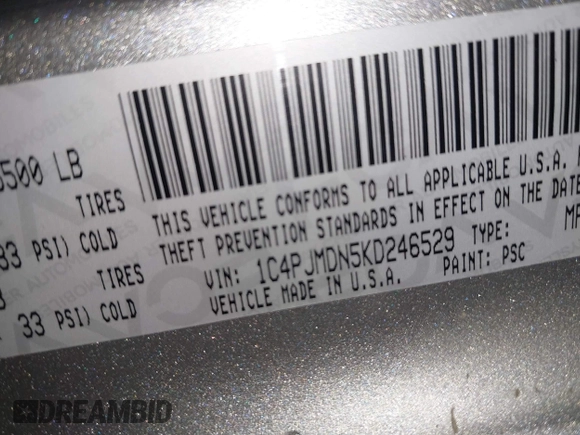 5500 LB
TIRES
33 PSI) COLD
TIRES
33 PSI) COLD
THIS VEHICLE CONFORMS TO ALL APPLICABLE U.S.A.
THEFT PREVENTION STANDARDS IN EFFECT ON THE DATE
VIN: 1C4PJMDN5KD246529 TYPE:
VEHICLE MADE IN U.S.A. PAINT: PSC
DREAMBID